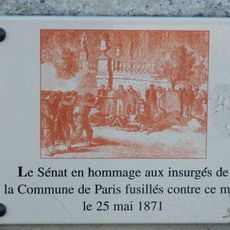 Le Sénat en hommage aux insurgés de
la Commune de Paris fusillés contre ce m
le 25 mai 1871